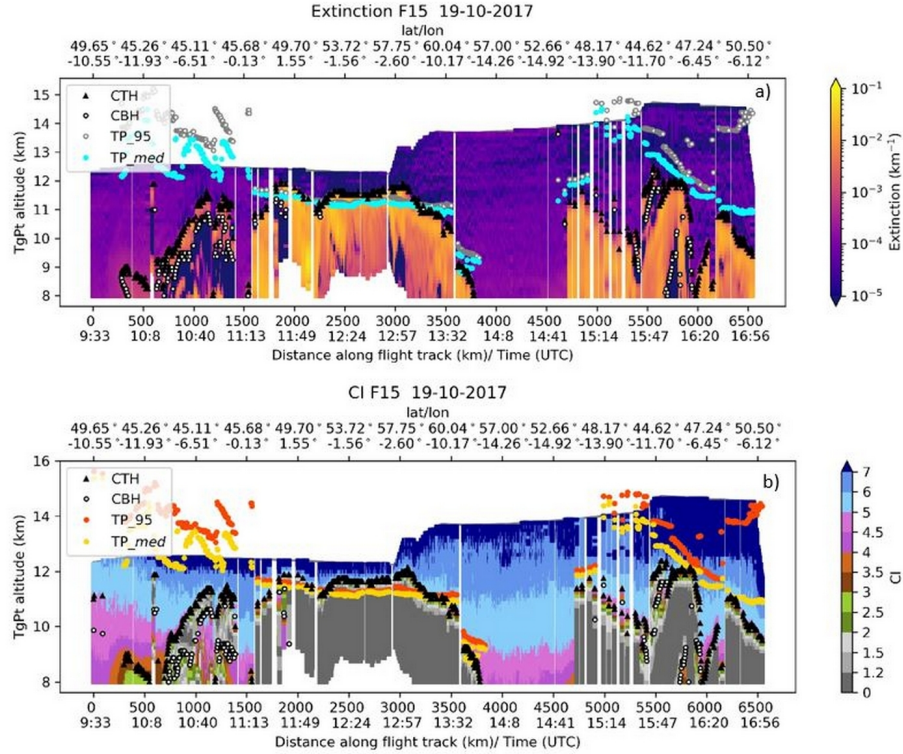 Extinction F15 19-10-2017
lat/lon
49.65 45.26 45.11 45.68 49.70 53.72 57.75 60.04 57.00 52.66 48.17 44.62 47.24 50.50°
-10.55 -11.93 -6.51 -0.13 1.55° -1.56 -2.60 -10.17 -14.26 -14.92 -13.90 -11.70 -6.45 -6.12
a)
CTH
CBH
TP_95
TP_med
TgPt altitude (km)
15
14
13
12
11
10
9
8
0 500 1000 1500 2000 2500 3000 3500 4000 4500 5000 5500 6000 6500
9:33 10:8 10:40 11:13 11:49 12:24 12:57 13:32 14:8 14:41 15:14 15:47 16:20 16:56
Distance along flight track (km)/ Time (UTC)
10⁻¹
10⁻²
10⁻³
10⁻⁴
10⁻⁵
Extinction (km⁻¹)
CI F15 19-10-2017
lat/lon
49.65 45.26 45.11 45.68 49.70 53.72 57.75 60.04 57.00 52.66 48.17 44.62 47.24 50.50°
-10.55 -11.93 -6.51 -0.13 1.55° -1.56 -2.60 -10.17 -14.26 -14.92 -13.90 -11.70 -6.45 -6.12
b)
CTH
CBH
TP_95
TP_med
TgPt altitude (km)
16
14
12
10
8
0 500 1000 1500 2000 2500 3000 3500 4000 4500 5000 5500 6000 6500
9:33 10:8 10:40 11:13 11:49 12:24 12:57 13:32 14:8 14:41 15:14 15:47 16:20 16:56
Distance along flight track (km)/ Time (UTC)
7
6
5
4.5
4
3.5
3
2.5
2
1.5
1.2
0
CI